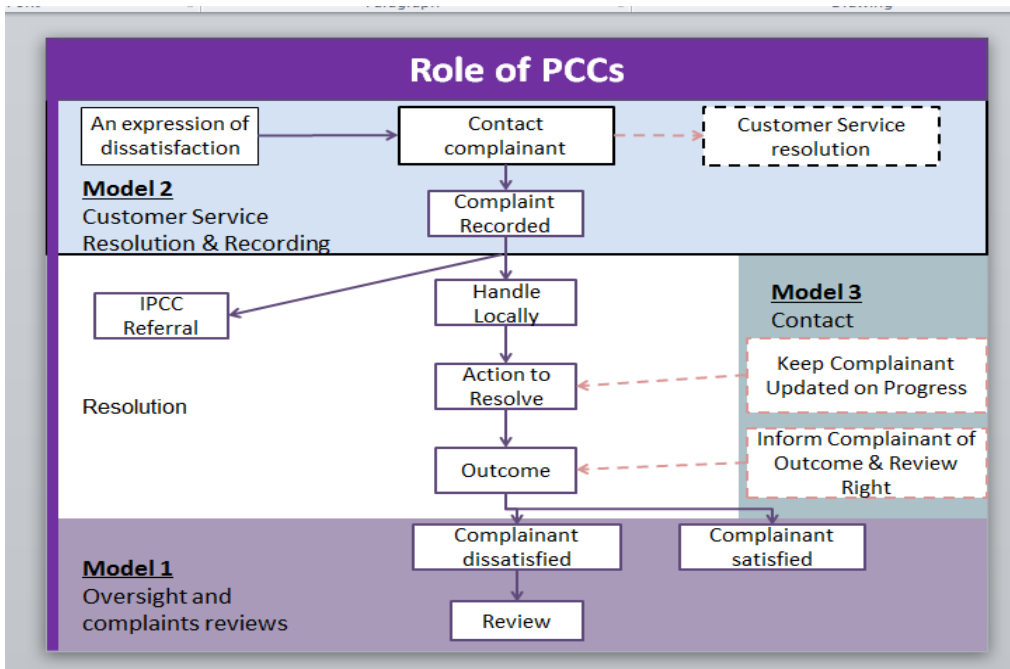 Paragraph
Drawing
Role of PCCs
An expression of
dissatisfaction
Contact
complainant
Customer Service
resolution
Model 2
Customer Service
Resolution & Recording
Complaint
Recorded
IPCC
Referral
Handle
Locally
Model 3
Contact
Action to
Resolve
Keep Complainant
Updated on Progress
Resolution
Outcome
Inform Complainant of
Outcome & Review
Right
Complainant
dissatisfied
Complainant
satisfied
Model 1
Oversight and
complaints reviews
Review